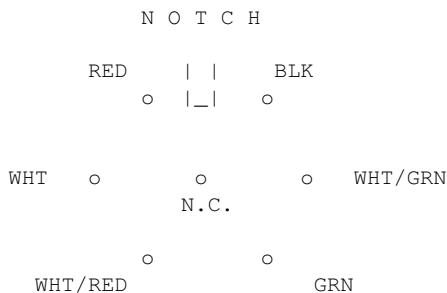 N O T C H
RED | | BLK
o |_| o
WHT o o o WHT/GRN
N.C.
o o
WHT/RED GRN